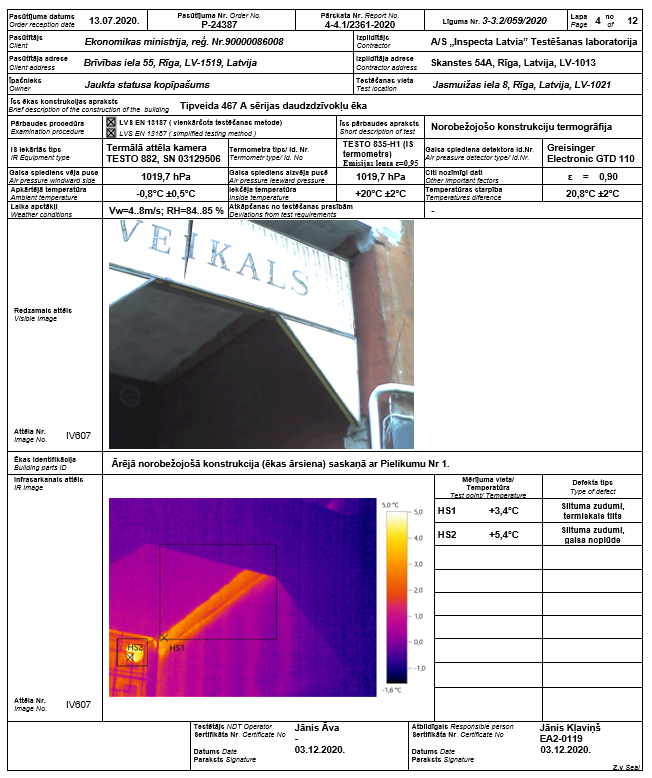 Pasūtījuma datums
Order reception date
13.07.2020.
Pasūtījuma Nr. Order No.
P-24387
Pārskata Nr. Report No.
4-4.1/2361-2020
Līguma Nr. 3-3.2/059/2020
Lapa 4 no 12
Page of
Pasūtītājs
Client
Ekonomikas ministrija, reģ. Nr.90000086008
Izpildītājs
Contractor
A/S „Inspecta Latvia” Testēšanas laboratorija
Pasūtītāja adrese
Client address
Brīvības iela 55, Rīga, LV-1519, Latvija
Izpildītāja adrese
Contractor address
Skanstes 54A, Rīga, Latvija, LV-1013
Īpačnieks
Owner
Jaukta statusa kopīpašums
Testēšanas vieta
Test location
Jasmuižas iela 8, Rīga, Latvija, LV-1021
Īss ēkas konstrukcijas apraksts
Brief description of the construction of the building
Tipveida 467 A sērijas daudzdzīvokļu ēka
Pārbaudes procedūra
Examination procedure
LVS EN 13187 ( vienkāršota testēšanas metode)
LVS EN 13187 ( simplified testing method )
Īss pārbaudes apraksts
Short description of test
Norobežojošo konstrukciju termogrāfija
IS iekārtās tips
IR Equipment type
Termālā attēla kamera
TESTO 882, SN 03129506
Termometra tips/ id. Nr.
Termometr type/ id. No
TESTO 835-H1 (IS
termometrs)
Emisijas lenta ε=0,95
Gaisa spiediena detektora id.Nr.
Air pressure detector type/ id.Nr.
Greisinger
Electronic GTD 110
Gaisa spiediens vēja puse
Air pressure windward side
1019,7 hPa
Gaisa spiediens aizvēja pusē
Air pressure leeward pressure
1019,7 hPa
Citi nozīmīgi dati
Other important factors
ε = 0,90
Apkārtējā temperatūra
Ambient temperature
-0,8°C ±0,5°C
Iekšēja temperatūra
Inside temperature
+20°C ±2°C
Temperatūras starpība
Temperatures diference
20,8°C ±2°C
Laika apstākļi
Weather conditions
Vw=4..8m/s; RH=84..85 %
Atkāpšanas no testēšanas prasībām
Deviations from test requirements
-
Redzamais attēls
Visible image
VEIKALS
Attēla Nr.
Image No.
IV607
Ēkas identifikācija
Building parts ID
Ārējā norobežojošā konstrukcija (ēkas ārsiena) saskaņā ar Pielikumu Nr 1.
Infrasarkanais attēls
IR image
Mērījuma vieta/
Temperatūra
Test point/ Temperature
Defekta tips
Type of defect
HS1 +3,4°C
Siltuma zudumi,
termiskais tilts
HS2 +5,4°C
Siltuma zudumi,
gaisa noplūde
5,0 °C
5,0
4,0
3,0
2,0
1,0
0,0
-1,0
-1,6 °C
HS2
HS1
Attēla Nr.
Image No.
IV607
Testētājs NDT Operator
Sertifikāta Nr. Certificate No
Jānis Āva
-
Datums Date
03.12.2020.
Paraksts Signature
Atbildīgais Responsible person
Sertifikāta Nr. Certificate No
Jānis Kļaviņš
EA2-0119
Datums Date
03.12.2020.
Paraksts Signature
Z.v Seal